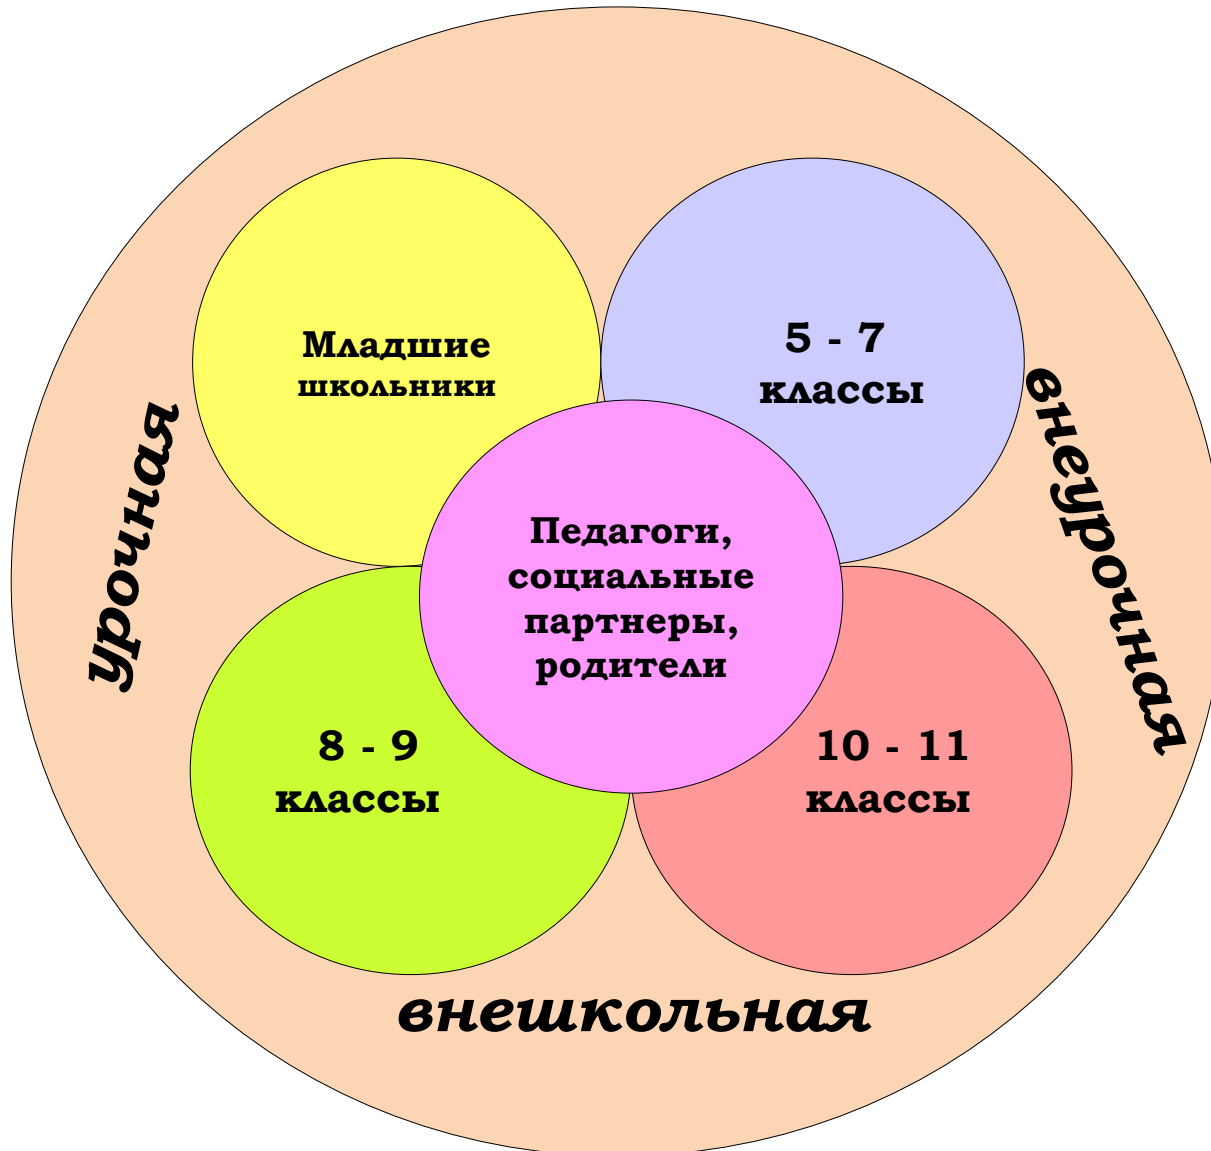 Младшие
школьники
5 - 7
классы
урочная
внеурочная
Педагоги,
социальные
партнеры,
родители
8 - 9
классы
10 - 11
классы
внешкольная